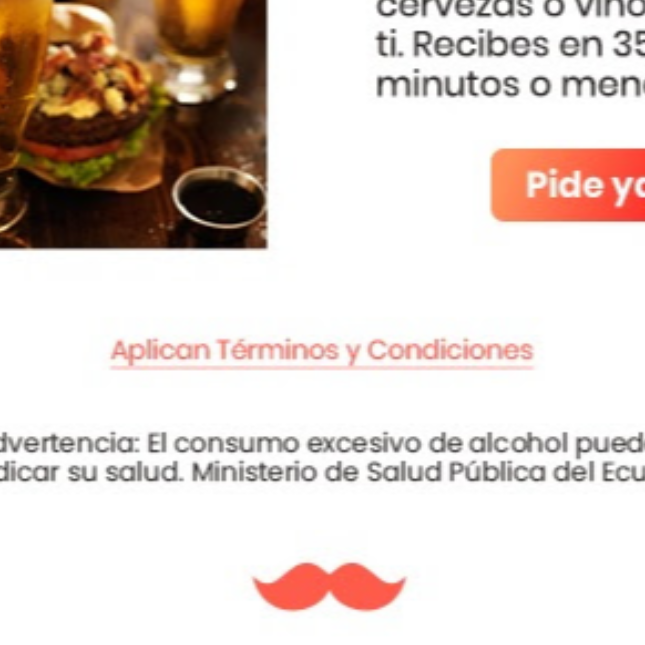 cervezas o vino
ti. Recibes en 35
minutos o men
Pide y
Aplican Términos y Condiciones
dvertencia: El consumo excesivo de alcohol pued
dicar su salud. Ministerio de Salud Pública del Ecu